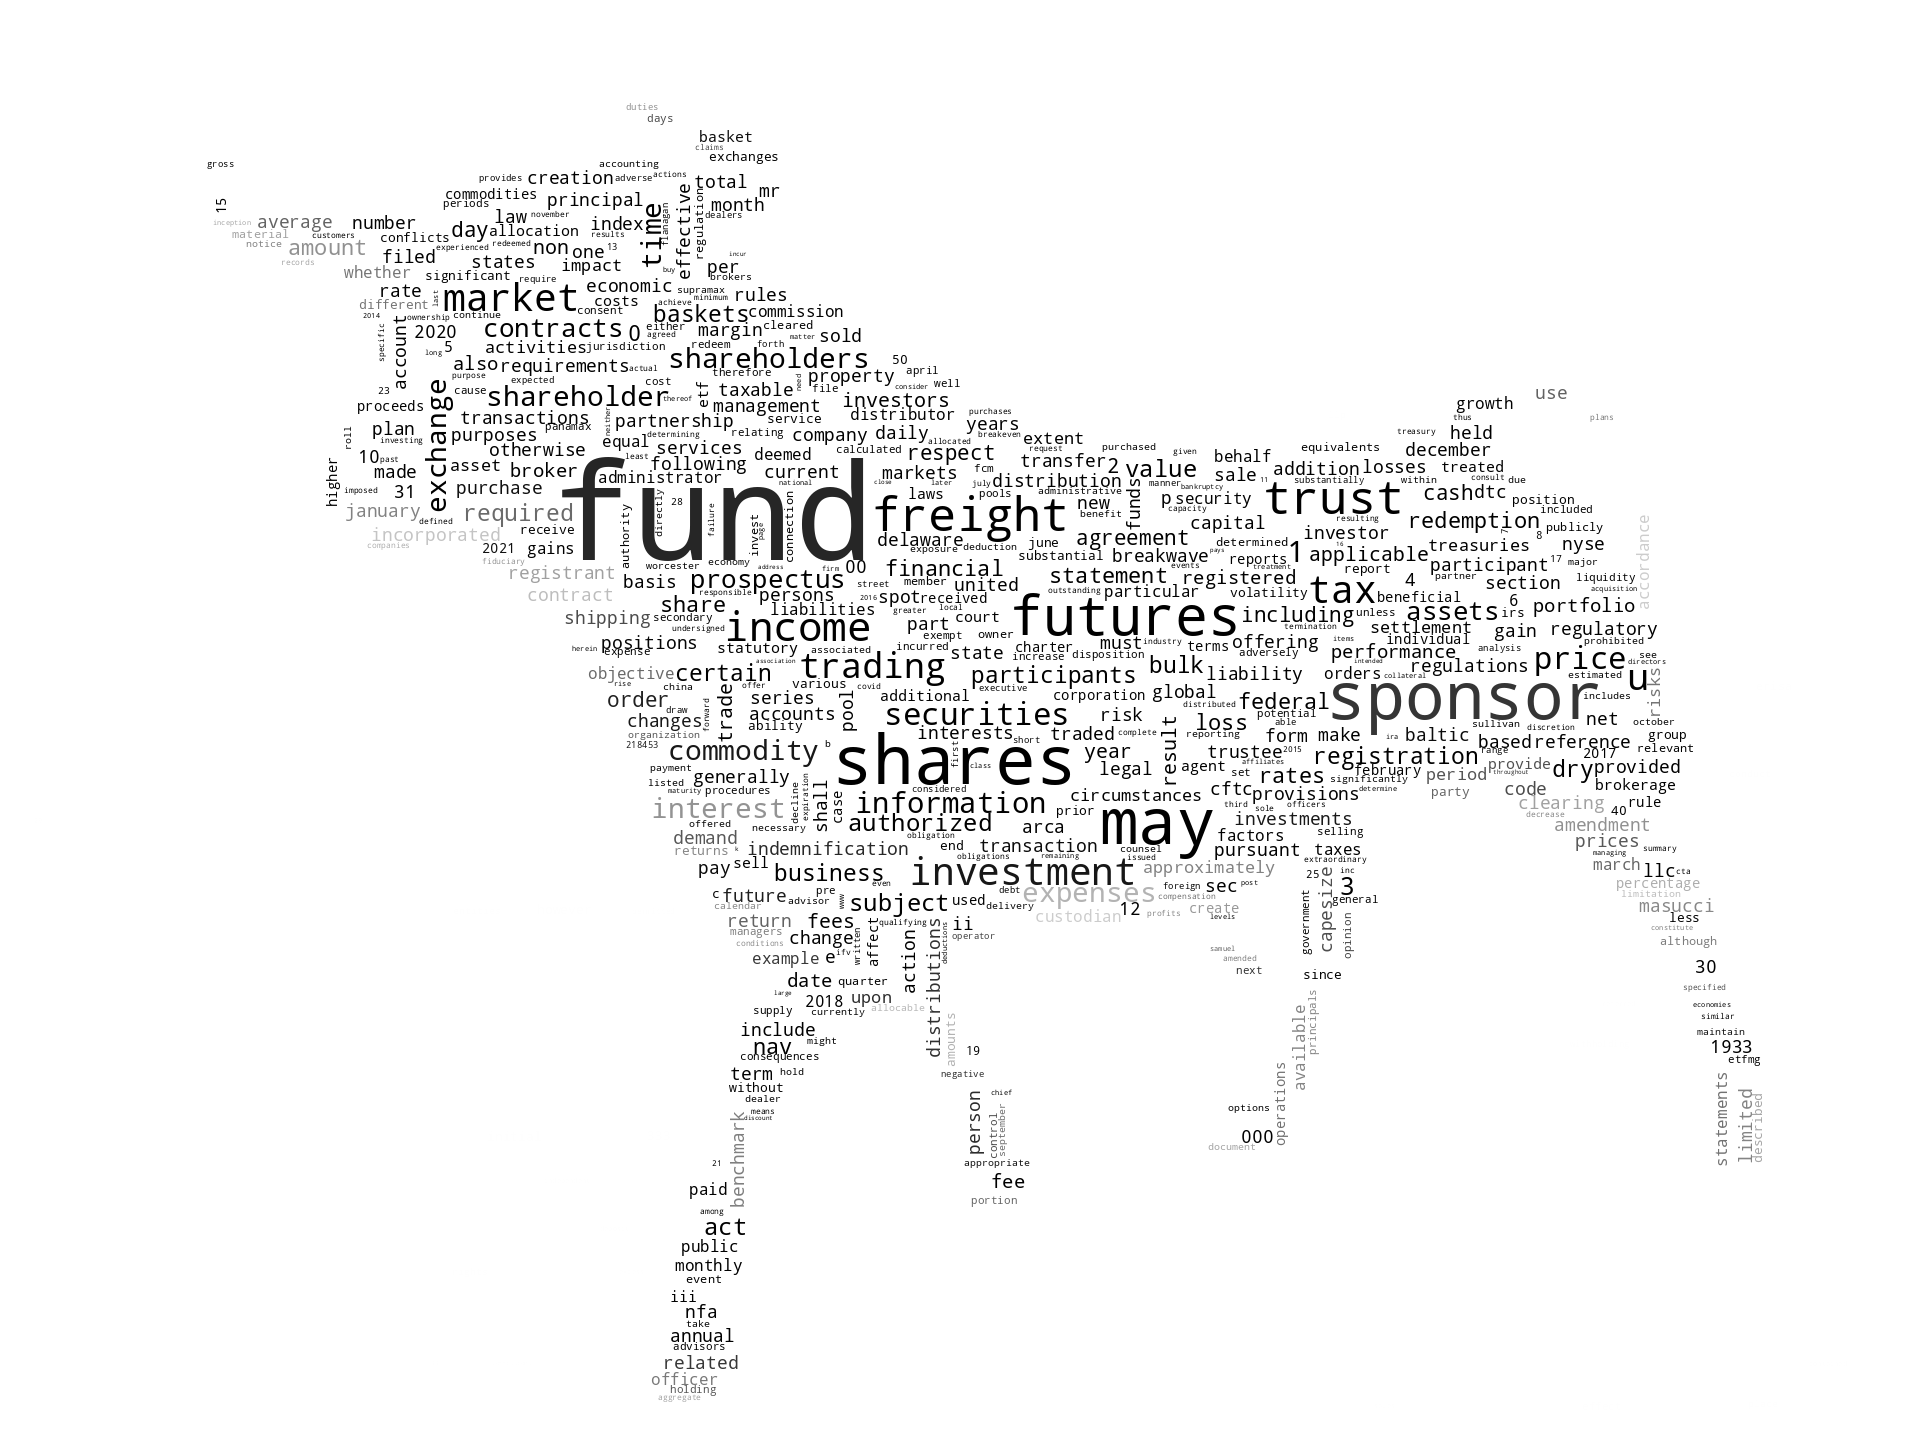 duties
days
basket
claims
exchanges
gross
accounting
provides creation adverse actions total
commodities principal mr
periods month
15 law november index dealers
inception average number day allocation time effective regulation flanagan
material customers conflicts results
notice amount experienced redeemed non one 13
records filed states impact buy per incur
whether significant require brokers
rate last market economic supramax rules
different costs achieve minimum
2014 ownership continue consent baskets commission
specific account 2020 contracts 0 either margin cleared
agreed matter sold
long 5 activities jurisdiction redeem forth
also requirements actual shareholders 50
purpose expected cost therefore need property april
23 cause shareholder thereof etf taxable file consider well
proceeds exchange management investors
growth use
transactions neither partnership service distributor purchases
thus plans
roll plan panamax determining relating company daily years
investing purposes equal services calculated allocated breakeven extent treasury held
10 past otherwise least deemed respect request purchased given behalf equivalents december
higher made asset broker following current markets fcm transfer 2 value sale 11 addition losses treated
imposed 31 purchase administrator national close later july distribution manner bankruptcy substantially within consult due
january required fund laws pools administrative funds p security trust cash dtc position
defined authority directly 28 failure invest page connection freight new benefit capacity included
incorporated receive capital resulting redemption publicly
companies 2021 gains delaware june agreement determined investor 7 8 nyse accordance
fiduciary worcester economy address firm 00 exposure deduction substantial breakwave pays reports 1 16 applicable treasuries 17 major
registrant basis prospectus financial statement events treatment report participant
contract responsible persons street member united registered tax 4 partner section liquidity
share 2016 spot received outstanding particular volatility beneficial acquisition
shipping secondary liabilities greater local futures including unless assets irs 6 portfolio
undersigned income part court termination settlement gain regulatory
positions statutory exempt owner must industry terms offering items individual prohibited
herein expense associated incurred state charter adversely performance analysis see
association trading increase disposition intended regulations price directors
objective certain participants bulk liability orders collateral estimated
rise china offer various covid executive u risks
order draw forward trade series pool additional corporation global federal sponsor includes
changes accounts securities risk distributed potential sullivan discretion net october
organization ability interests short traded complete result reporting loss able form make ira baltic based reference group
218453 commodity b first shares year trustee 2015 registration range 2017 relevant
payment generally class legal agent affiliates set rates february period provide dry provided
listed decline expiration considered significantly throughout
maturity procedures shall case information circumstances cftc provisions determine party code brokerage
interest prior third sole officers clearing rule
offered necessary authorized arca may investments decrease 40
demand obligation factors selling amendment
returns k indemnification end transaction counsel pursuant taxes prices
obligations remaining issued extraordinary managing summary
pay sell business investment approximately 25 inc march llc cta
even debt foreign sec post 3 percentage
c future advisor pre www subject used expenses compensation general limitation
calendar delivery custodian 12 profits create government capesize opinion masucci
return fees qualifying ii levels less
managers change written affect action distributions deductions operator constitute
conditions ifv samuel although
example e amended
next since 30
date quarter
large specified
2018 upon economies
supply currently allocable similar
include available principals maintain
nav might amounts 19 1933
consequences etfmg
term hold negative operations statements limited described
without person chief
dealer control september options
means
discount 000
benchmark document
21 appropriate
paid fee
portion
among
act
public
monthly
event
iii
nfa
take
annual
advisors
related
officer
holding
aggregate